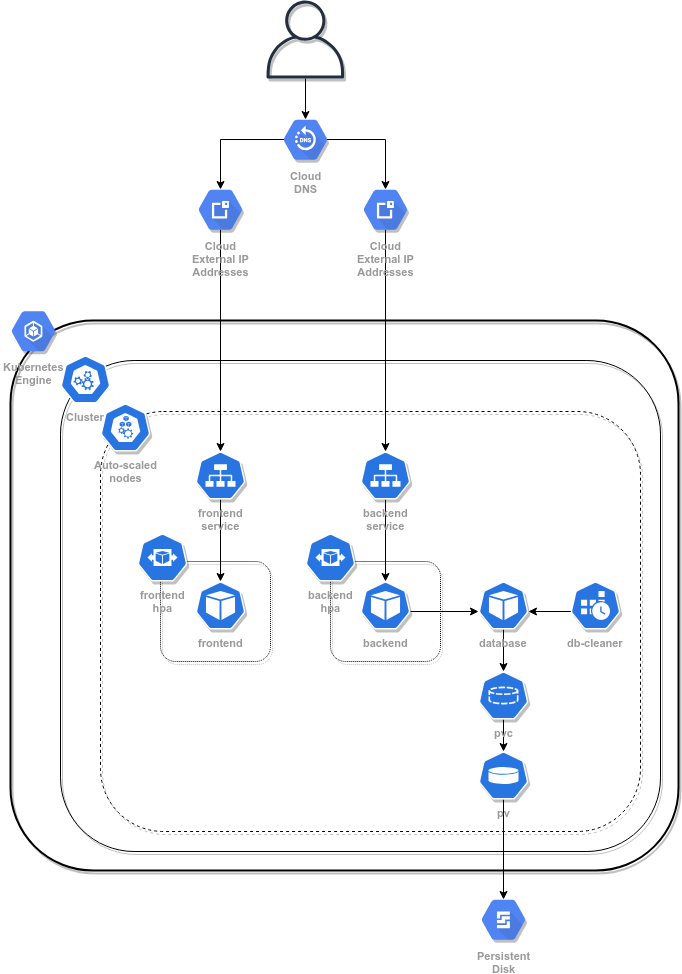 DNS
Cloud
DNS
Cloud
External IP
Addresses
Cloud
External IP
Addresses
Kubernetes
Engine
Cluster
Auto-scaled
nodes
frontend
service
backend
service
frontend
hpa
backend
hpa
frontend
backend
database
db-cleaner
pvc
pv
Persistent
Disk